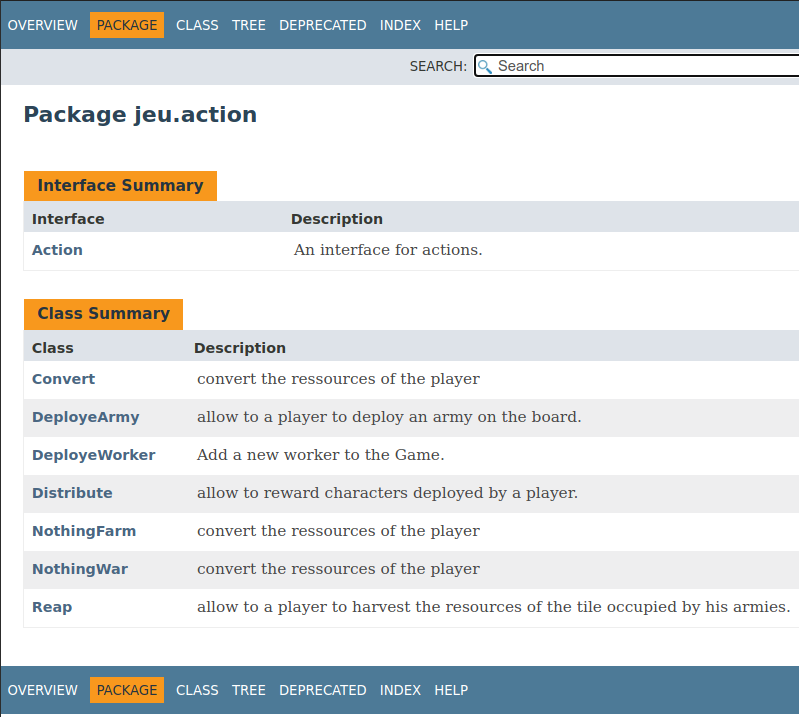 OVERVIEW PACKAGE CLASS TREE DEPRECATED INDEX HELP
SEARCH: Search
Package jeu.action
Interface Summary
Interface Description
Action An interface for actions.
Class Summary
Class Description
Convert convert the ressources of the player
DeployeArmy allow to a player to deploy an army on the board.
DeployeWorker Add a new worker to the Game.
Distribute allow to reward characters deployed by a player.
NothingFarm convert the ressources of the player
NothingWar convert the ressources of the player
Reap allow to a player to harvest the resources of the tile occupied by his armies.
OVERVIEW PACKAGE CLASS TREE DEPRECATED INDEX HELP